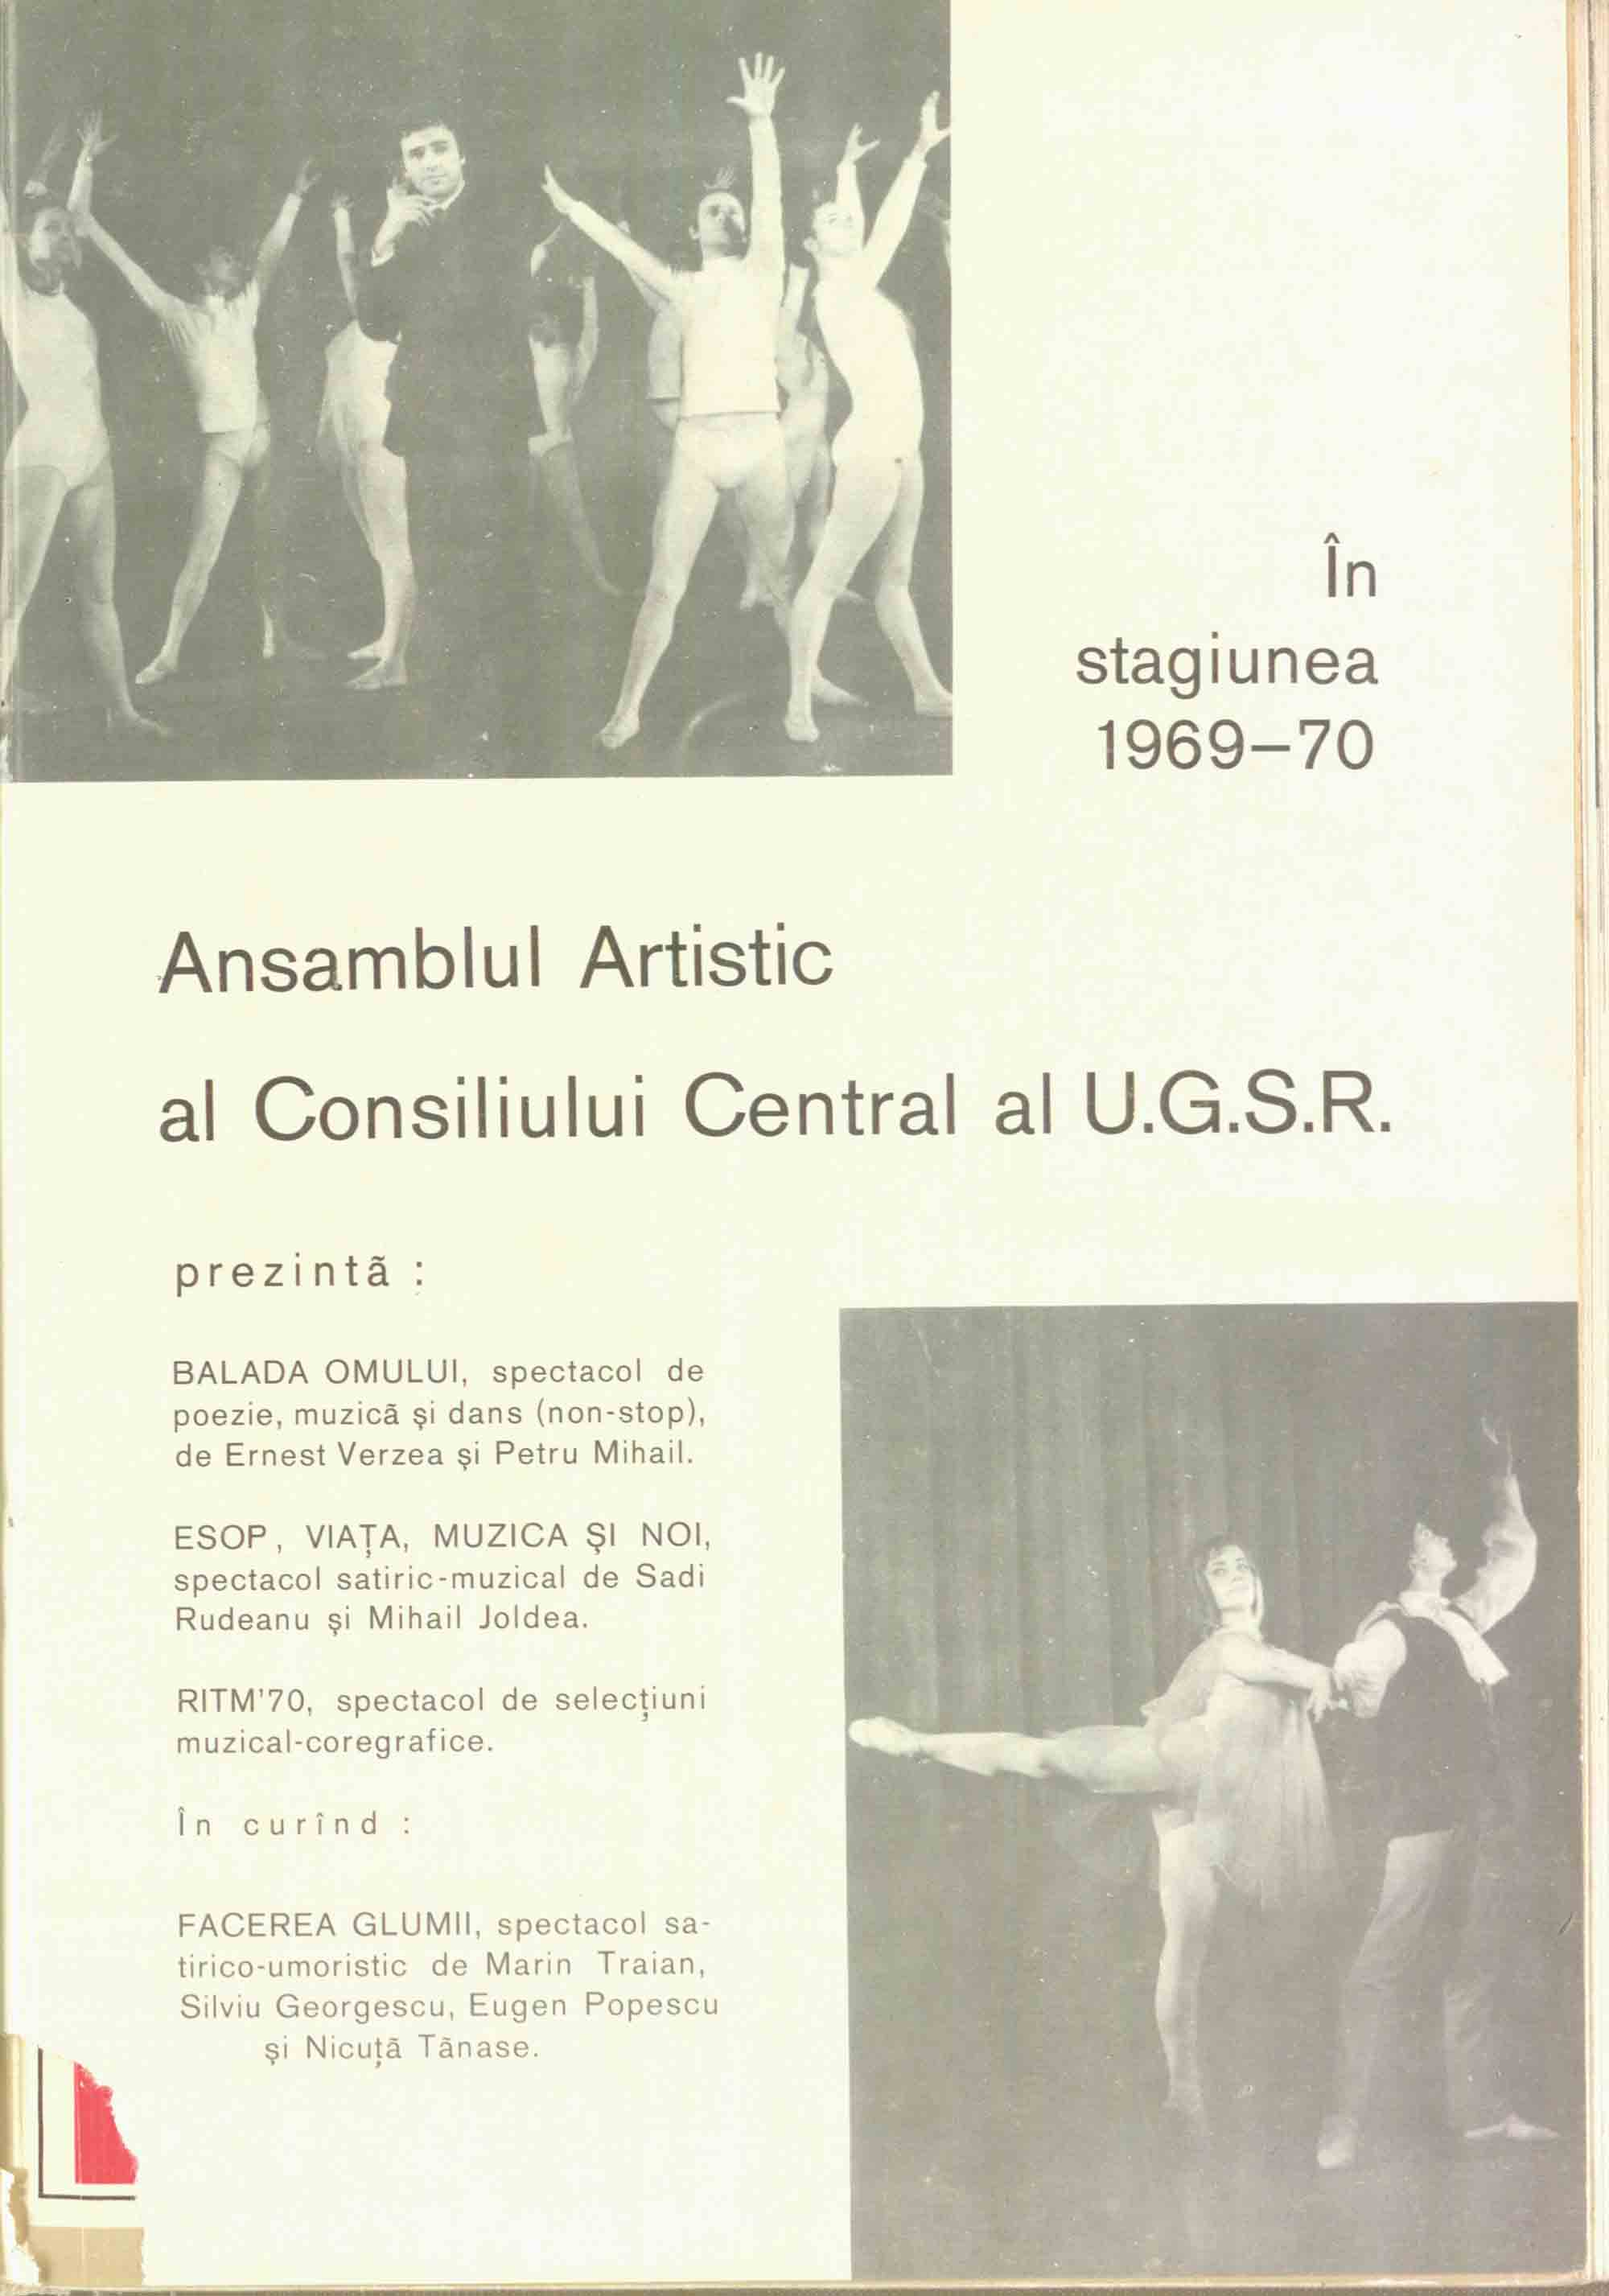 În
stagiunea
1969–70
Ansamblul Artistic
al Consiliului Central al U.G.S.R.
prezintă :
BALADA OMULUI, spectacol de
poezie, muzică şi dans (non-stop),
de Ernest Verzea şi Petru Mihail.
ESOP, VIAŢA, MUZICA ŞI NOI,
spectacol satiric-muzical de Sadi
Rudeanu şi Mihail Joldea.
RITM'70, spectacol de selecţiuni
muzical-coregrafice.
În curînd :
FACEREA GLUMII, spectacol sa-
tirico-umoristic de Marin Traian,
Silviu Georgescu, Eugen Popescu
şi Nicuţă Tănase.